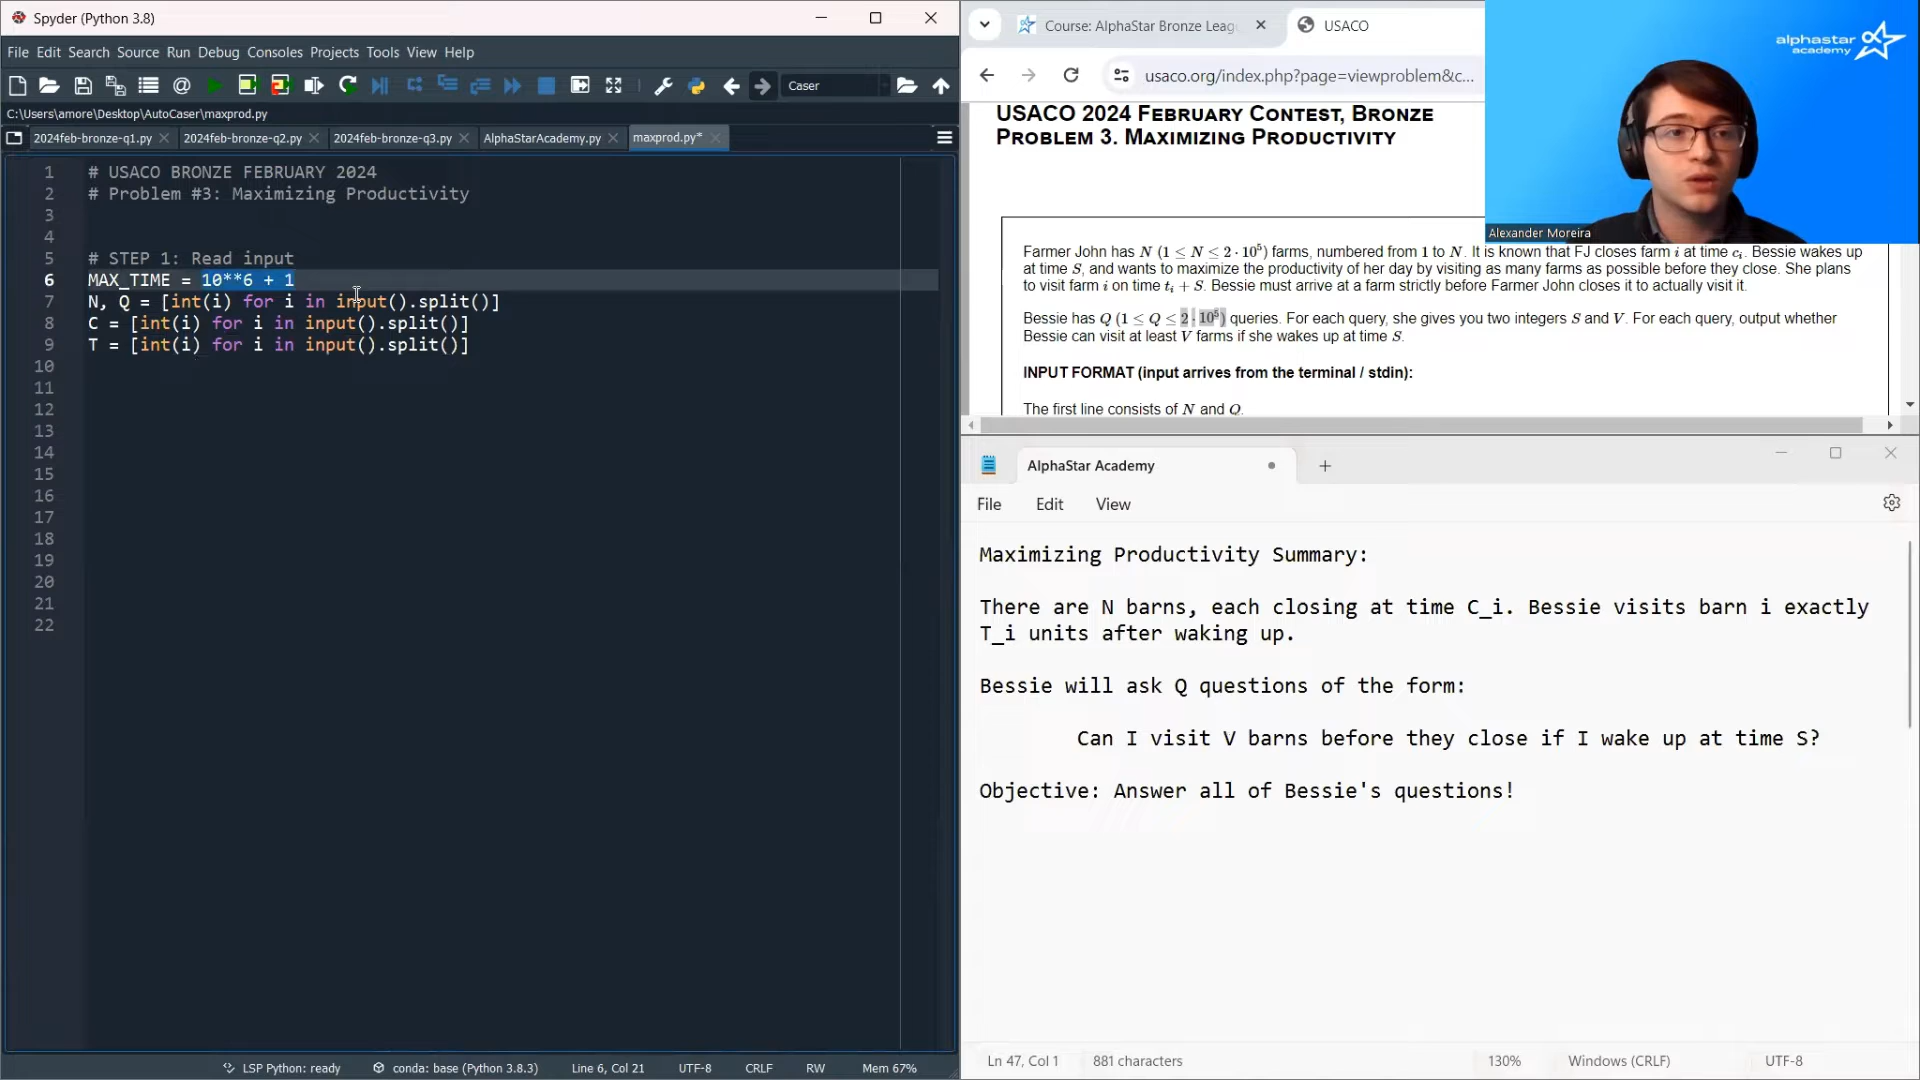 Spyder (Python 3.8)
File Edit Search Source Run Debug Consoles Projects Tools View Help
Caser
C:\Users\amore\Desktop\AutoCaser\maxprod.py
2024feb-bronze-q1.py 2024feb-bronze-q2.py 2024feb-bronze-q3.py AlphaStarAcademy.py maxprod.py*
1 # USACO BRONZE FEBRUARY 2024
2 # Problem #3: Maximizing Productivity
3
4
5 # STEP 1: Read input
6 MAX_TIME = 10**6 + 1
7 N, Q = [int(i) for i in input().split()]
8 C = [int(i) for i in input().split()]
9 T = [int(i) for i in input().split()]
10
11
12
13
14
15
16
17
18
19
20
21
22
LSP Python: ready conda: base (Python 3.8.3) Line 6, Col 21 UTF-8 CRLF RW Mem 67%
Course: AlphaStar Bronze Leag USACO
usaco.org/index.php?page=viewproblem&c...
USACO 2024 FEBRUARY CONTEST, BRONZE
PROBLEM 3. MAXIMIZING PRODUCTIVITY
Farmer John has N (1 ≤ N ≤ 2 · 10⁵) farms, numbered from 1 to N. It is known that FJ closes farm i at time cᵢ. Bessie wakes up
at time S, and wants to maximize the productivity of her day by visiting as many farms as possible before they close. She plans
to visit farm i on time tᵢ + S. Bessie must arrive at a farm strictly before Farmer John closes it to actually visit it.
Bessie has Q (1 ≤ Q ≤ 2 · 10⁵) queries. For each query, she gives you two integers S and V. For each query, output whether
Bessie can visit at least V farms if she wakes up at time S.
INPUT FORMAT (input arrives from the terminal / stdin):
The first line consists of N and Q.
alphastar
academy
Alexander Moreira
AlphaStar Academy
File Edit View
Maximizing Productivity Summary:
There are N barns, each closing at time C_i. Bessie visits barn i exactly
T_i units after waking up.
Bessie will ask Q questions of the form:
Can I visit V barns before they close if I wake up at time S?
Objective: Answer all of Bessie's questions!
Ln 47, Col 1 881 characters 130% Windows (CRLF) UTF-8